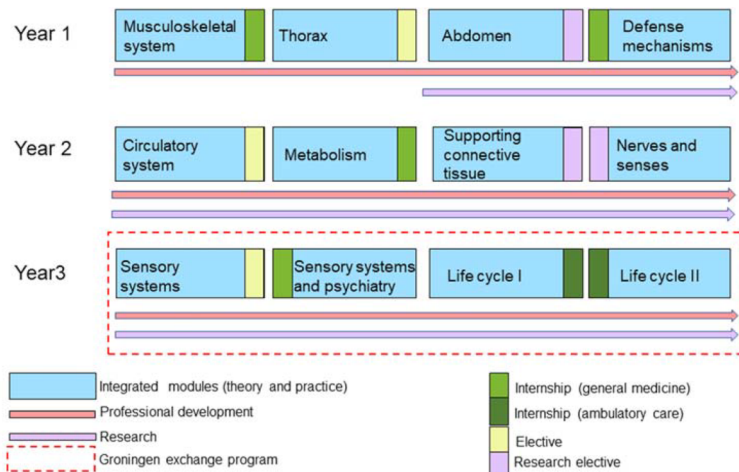 Year 1
Musculoskeletal
system
Thorax
Abdomen
Defense
mechanisms
Year 2
Circulatory
system
Metabolism
Supporting
connective
tissue
Nerves and
senses
Year3
Sensory
systems
Sensory systems
and psychiatry
Life cycle I
Life cycle II
Integrated modules (theory and practice)
Professional development
Research
Groningen exchange program
Internship (general medicine)
Internship (ambulatory care)
Elective
Research elective